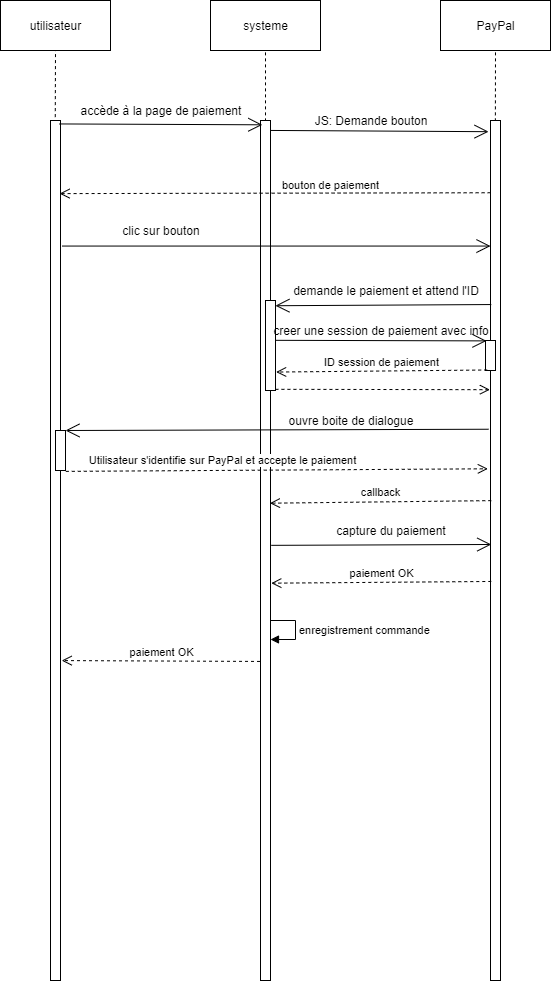 utilisateur
systeme
PayPal
accède à la page de paiement
JS: Demande bouton
bouton de paiement
clic sur bouton
demande le paiement et attend l'ID
creer une session de paiement avec info
ID session de paiement
ouvre boite de dialogue
Utilisateur s'identifie sur PayPal et accepte le paiement
callback
capture du paiement
paiement OK
enregistrement commande
paiement OK